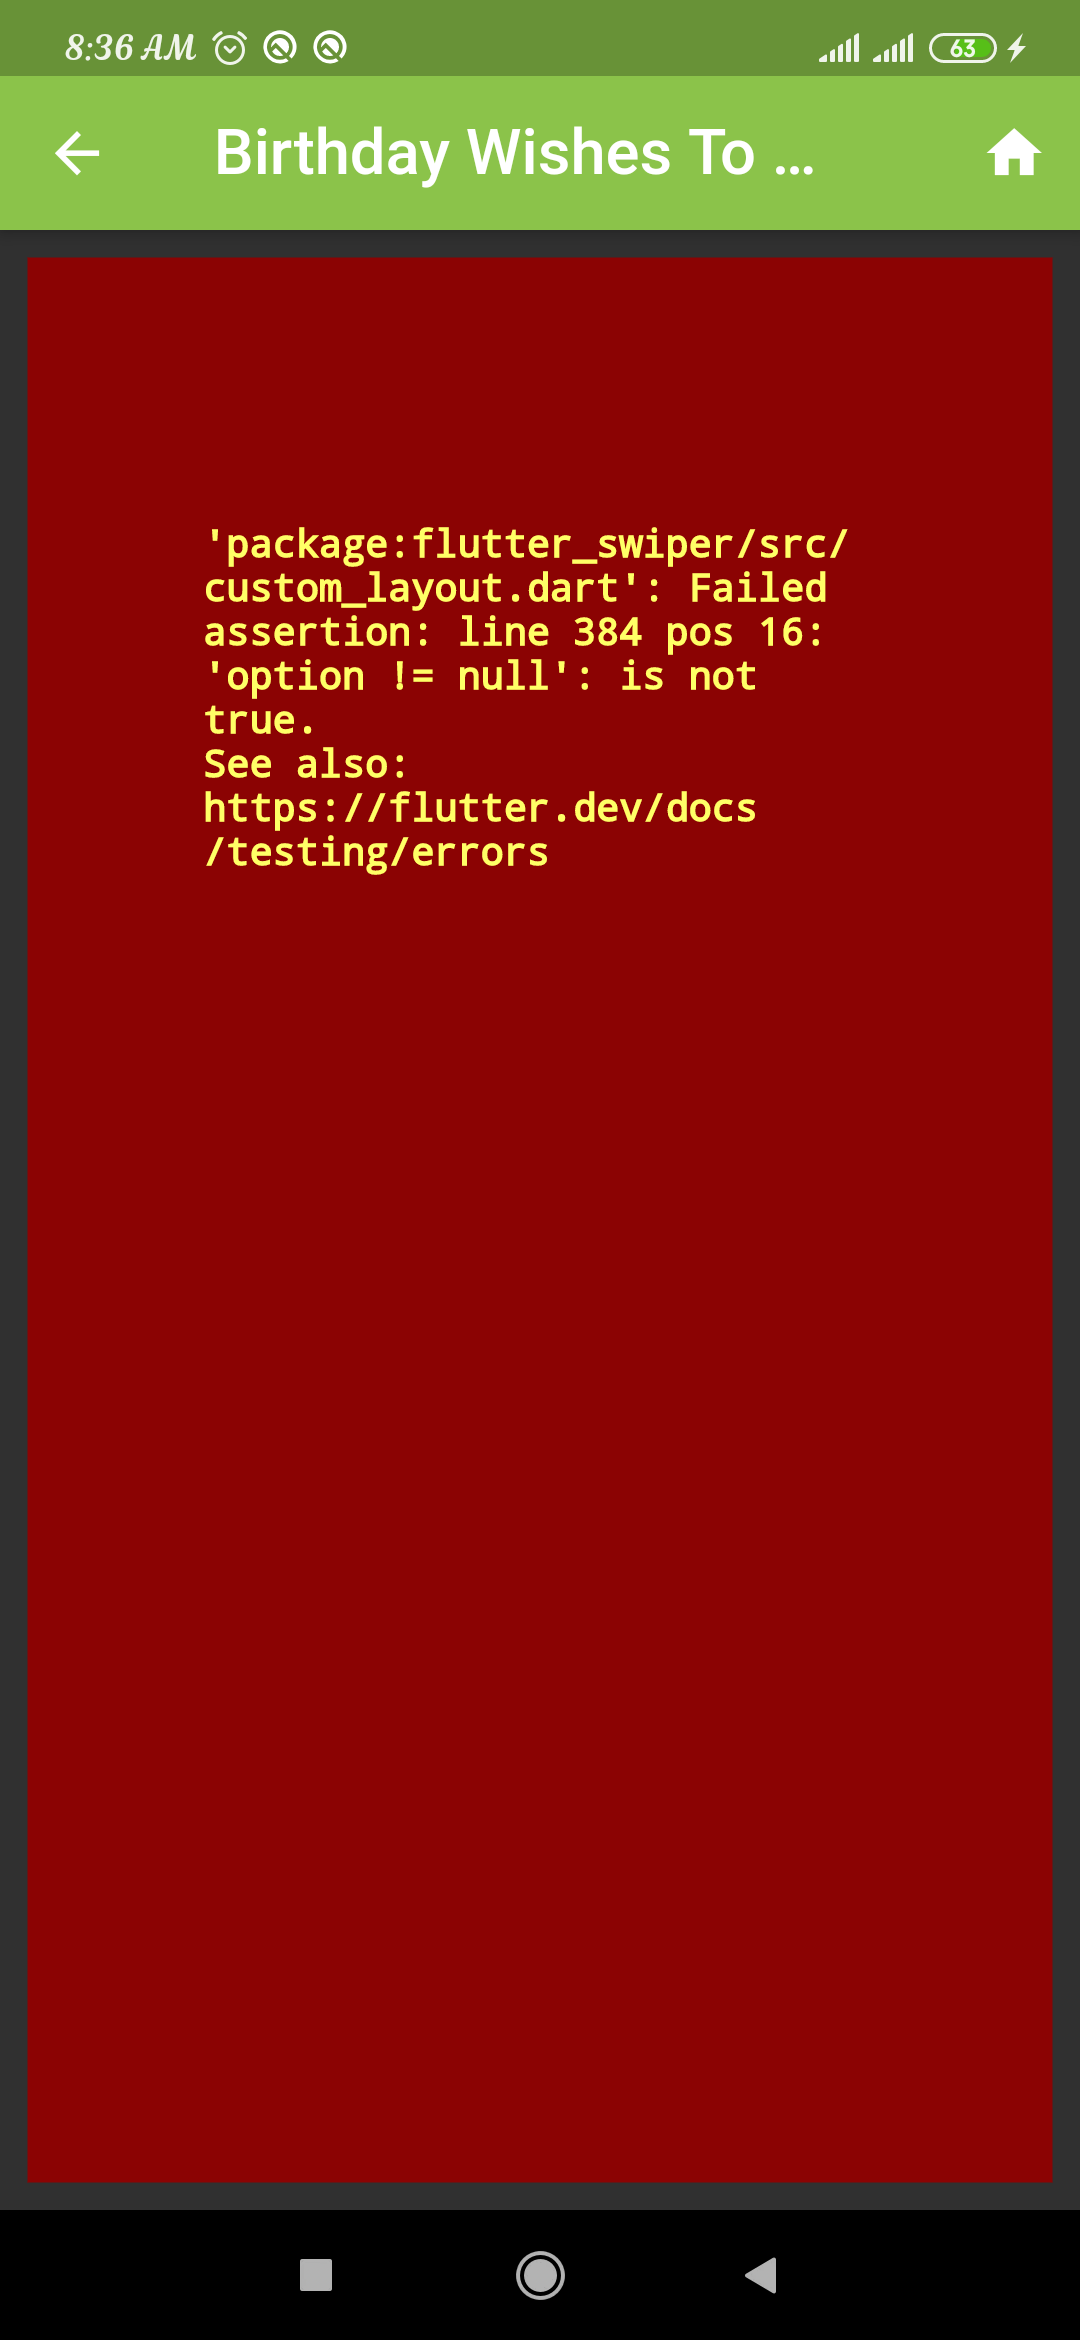 8:36 AM
63
Birthday Wishes To ...
'package:flutter_swiper/src/
custom_layout.dart': Failed
assertion: line 384 pos 16:
'option != null': is not
true.
See also:
https://flutter.dev/docs
/testing/errors